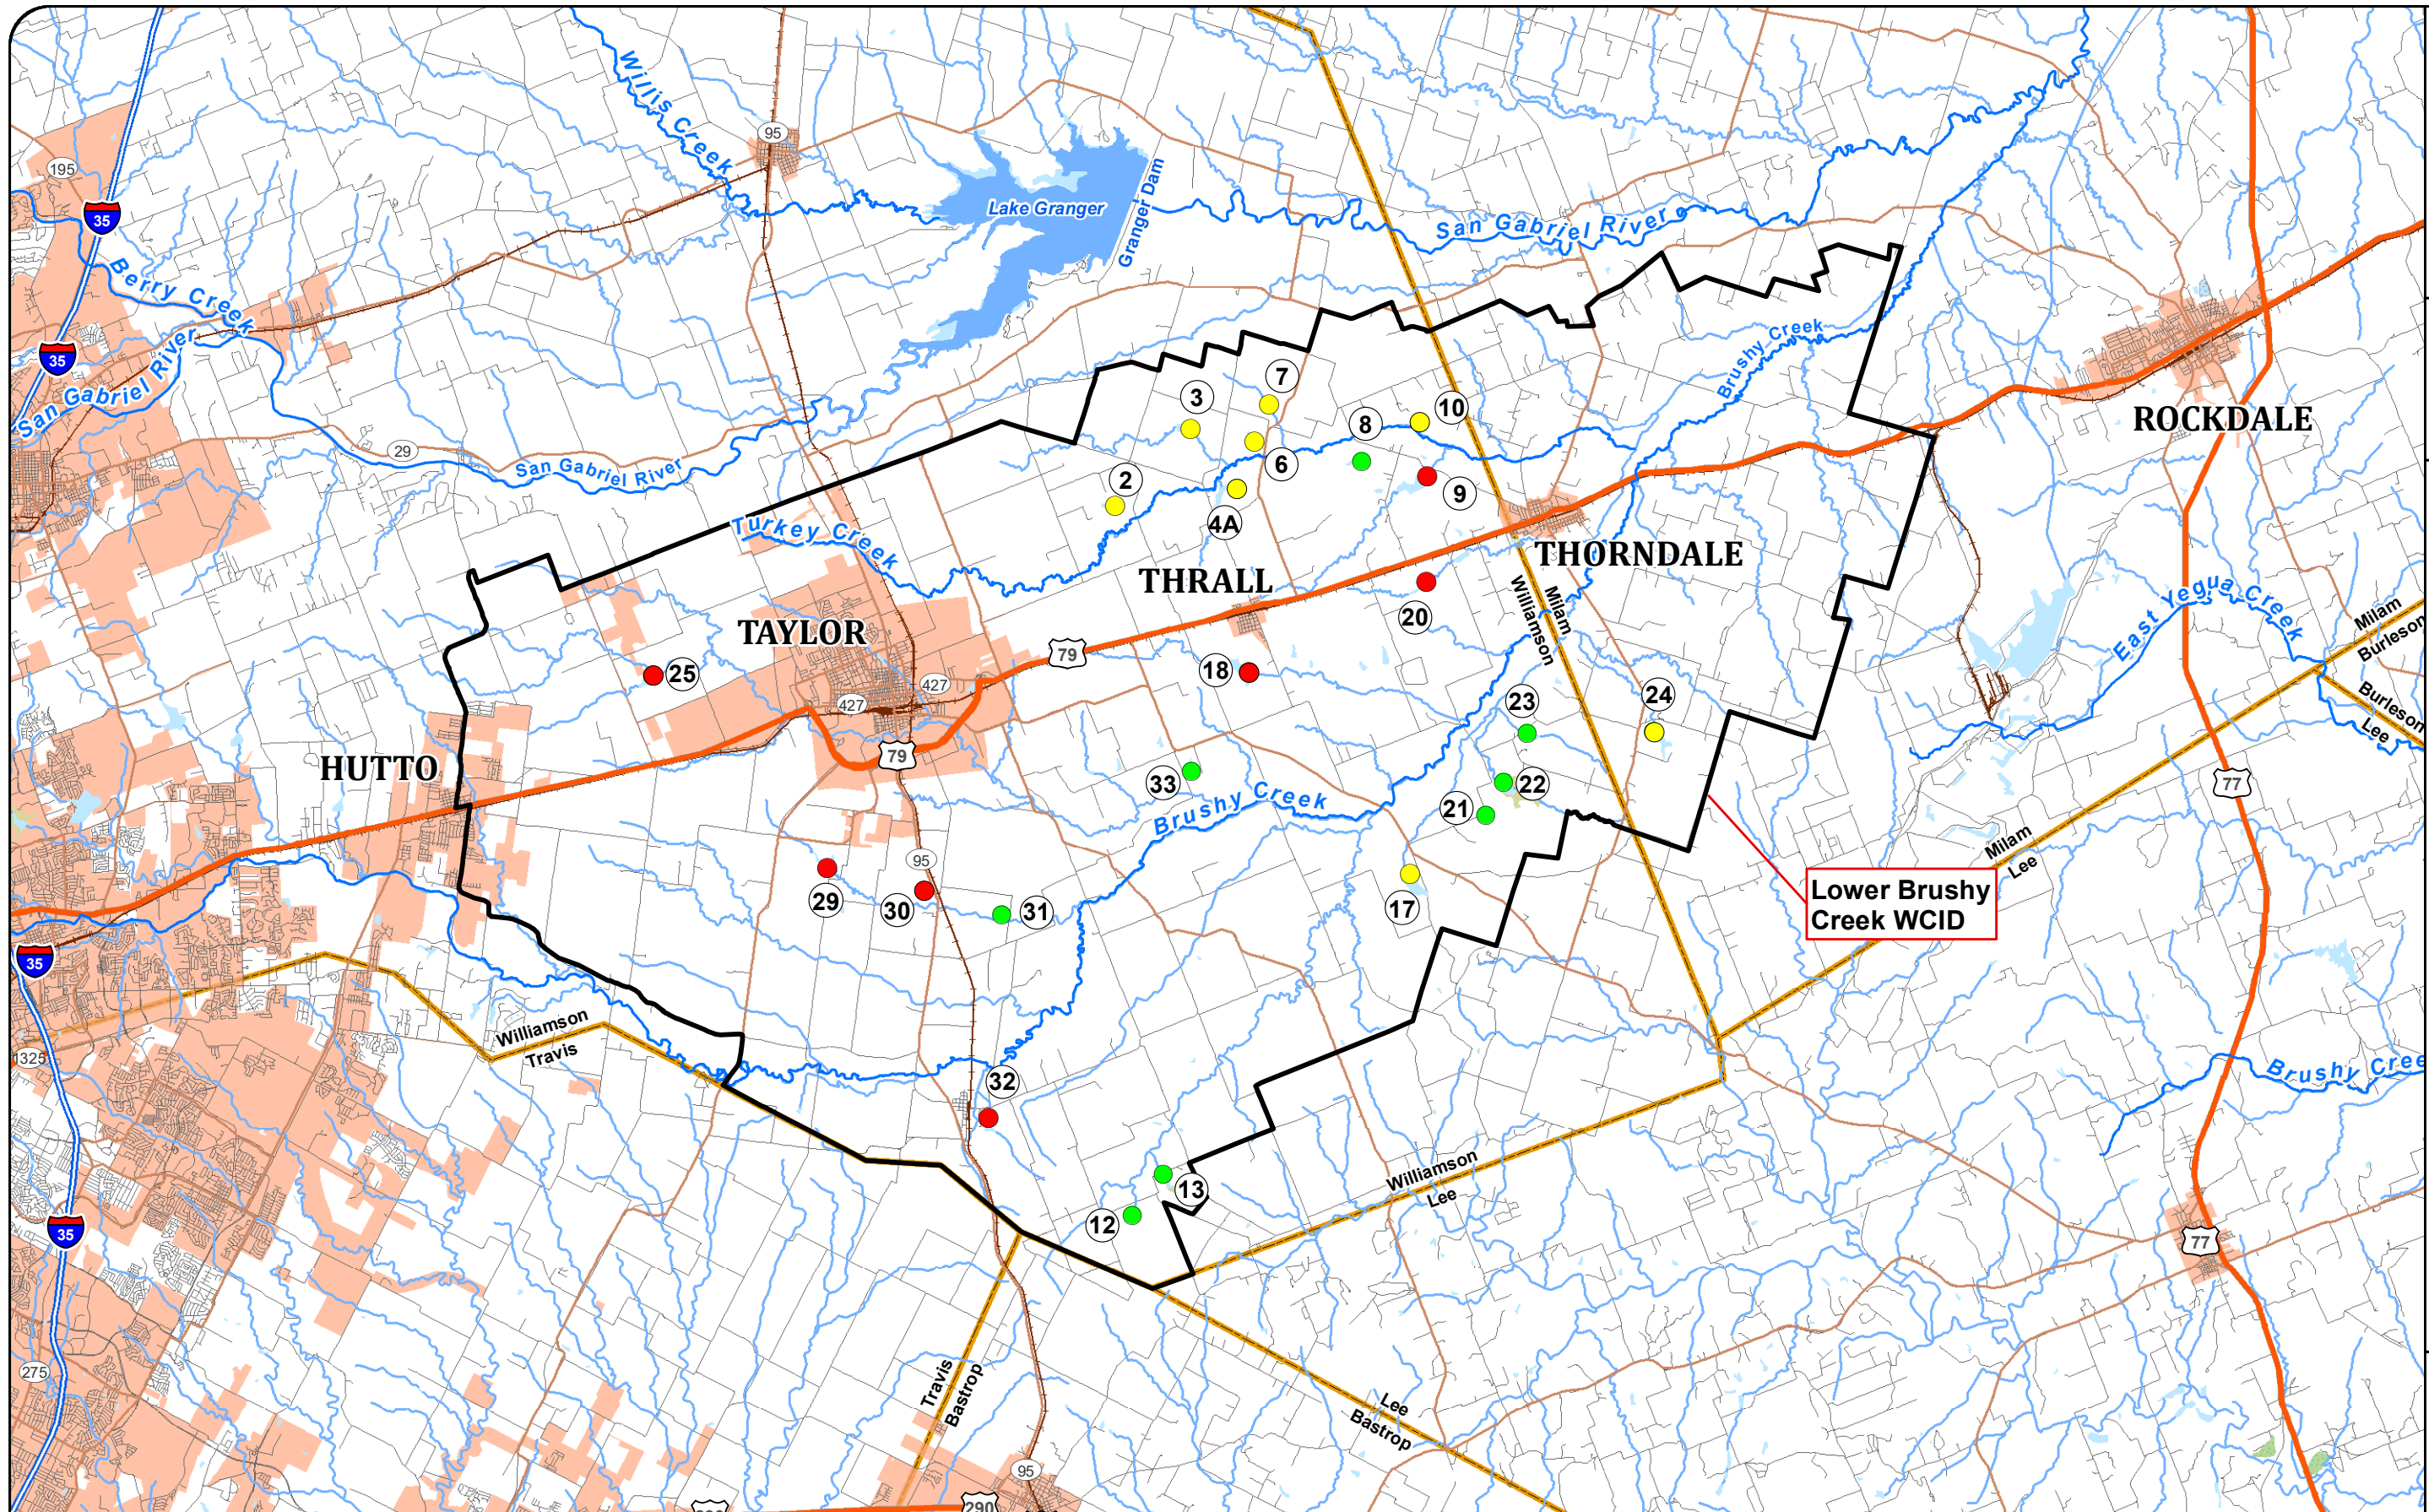 Willis Creek
95
195
35
Lake Granger
Granger Dam
San Gabriel River
Berry Creek
35
San Gabriel River
Brushy Creek
7
3
10
8
ROCKDALE
29
San Gabriel River
6
2
9
4A
Turkey Creek
THORNDALE
THRALL
Milam
Williamson
East Yegua Creek
Milam
Burleson
20
TAYLOR
79
25
18
427
427
24
23
Burleson
Lee
HUTTO
79
33
22
77
Brushy Creek
21
Milam
Lee
95
29
30
31
17
Lower Brushy
Creek WCID
35
Williamson
Travis
1325
Brushy Cree
32
Williamson
Lee
13
12
35
77
275
Travis
Bastrop
Lee
Bastrop
95
290